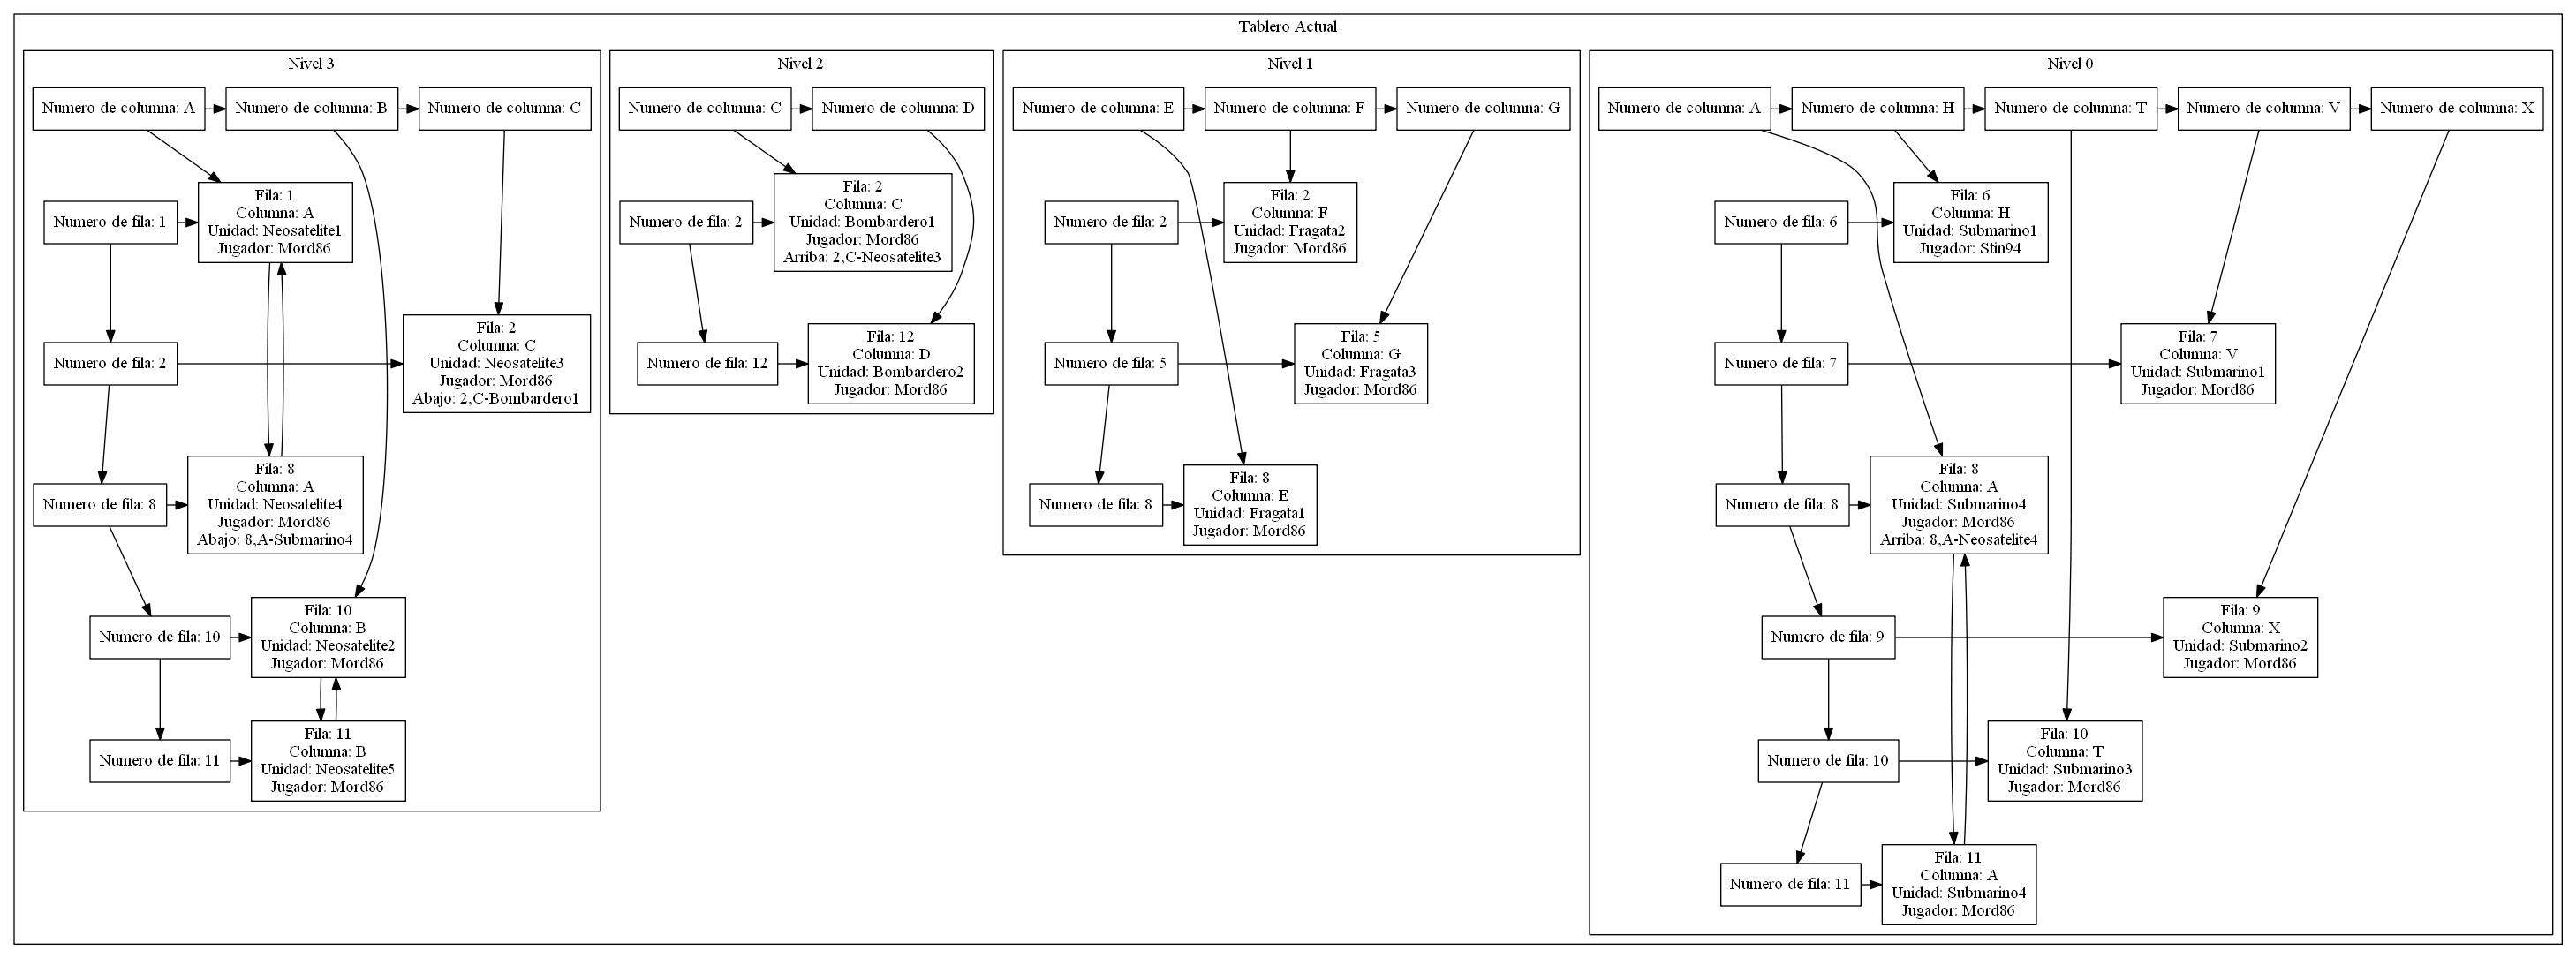 Tablero Actual
Nivel 3
Numero de columna: A
Numero de columna: B
Numero de columna: C
Numero de fila: 1
Fila: 1
Columna: A
Unidad: Neosatelite1
Jugador: Mord86
Numero de fila: 2
Fila: 2
Columna: C
Unidad: Neosatelite3
Jugador: Mord86
Abajo: 2,C-Bombardero1
Numero de fila: 8
Fila: 8
Columna: A
Unidad: Neosatelite4
Jugador: Mord86
Abajo: 8,A-Submarino4
Numero de fila: 10
Fila: 10
Columna: B
Unidad: Neosatelite2
Jugador: Mord86
Numero de fila: 11
Fila: 11
Columna: B
Unidad: Neosatelite5
Jugador: Mord86
Nivel 2
Numero de columna: C
Numero de columna: D
Numero de fila: 2
Fila: 2
Columna: C
Unidad: Bombardero1
Jugador: Mord86
Arriba: 2,C-Neosatelite3
Numero de fila: 12
Fila: 12
Columna: D
Unidad: Bombardero2
Jugador: Mord86
Nivel 1
Numero de columna: E
Numero de columna: F
Numero de columna: G
Numero de fila: 2
Fila: 2
Columna: F
Unidad: Fragata2
Jugador: Mord86
Numero de fila: 5
Fila: 5
Columna: G
Unidad: Fragata3
Jugador: Mord86
Numero de fila: 8
Fila: 8
Columna: E
Unidad: Fragata1
Jugador: Mord86
Nivel 0
Numero de columna: A
Numero de columna: H
Numero de columna: T
Numero de columna: V
Numero de columna: X
Numero de fila: 6
Fila: 6
Columna: H
Unidad: Submarino1
Jugador: Stin94
Numero de fila: 7
Fila: 7
Columna: V
Unidad: Submarino1
Jugador: Mord86
Numero de fila: 8
Fila: 8
Columna: A
Unidad: Submarino4
Jugador: Mord86
Arriba: 8,A-Neosatelite4
Numero de fila: 9
Fila: 9
Columna: X
Unidad: Submarino2
Jugador: Mord86
Numero de fila: 10
Fila: 10
Columna: T
Unidad: Submarino3
Jugador: Mord86
Numero de fila: 11
Fila: 11
Columna: A
Unidad: Submarino4
Jugador: Mord86